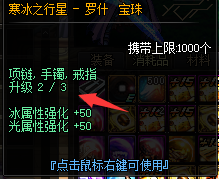 寒冰之行星 - 罗什 宝珠
携带上限:1000个
项链, 手镯, 戒指
升级 2 / 3
冰属性强化 +50
光属性强化 +50
『点击鼠标右键可使用』